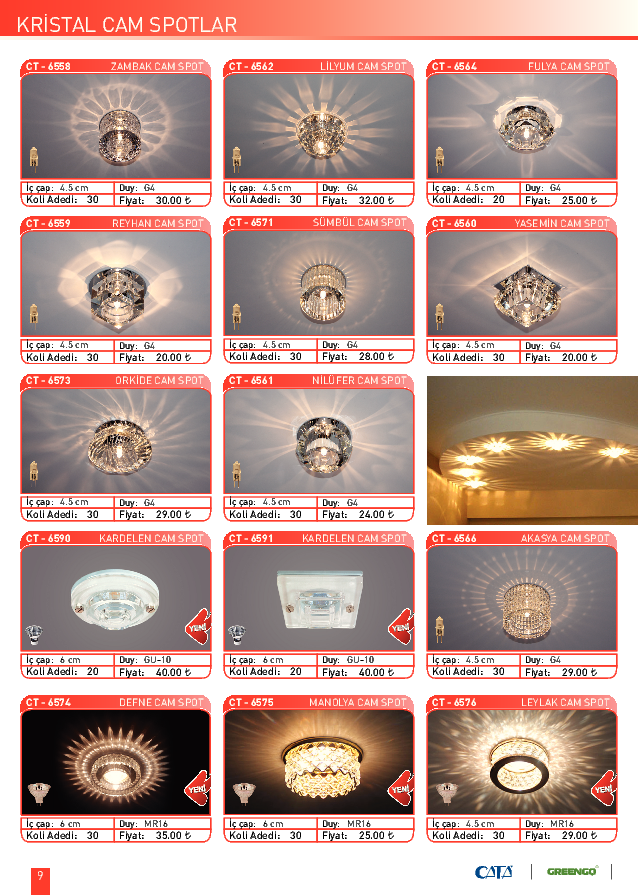 KRİSTAL CAM SPOTLAR
CT - 6558 ZAMBAK CAM SPOT
İç çap: 4.5 cm Duy: G4
Koli Adedi: 30 Fiyat: 30.00 ₺
CT - 6562 LİLYUM CAM SPOT
İç çap: 4.5 cm Duy: G4
Koli Adedi: 30 Fiyat: 32.00 ₺
CT - 6564 FULYA CAM SPOT
İç çap: 4.5 cm Duy: G4
Koli Adedi: 20 Fiyat: 25.00 ₺
CT - 6559 REYHAN CAM SPOT
İç çap: 4.5 cm Duy: G4
Koli Adedi: 30 Fiyat: 20.00 ₺
CT - 6571 SÜMBÜL CAM SPOT
İç çap: 4.5 cm Duy: G4
Koli Adedi: 30 Fiyat: 28.00 ₺
CT - 6560 YASEMİN CAM SPOT
İç çap: 4.5 cm Duy: G4
Koli Adedi: 30 Fiyat: 20.00 ₺
CT - 6573 ORKİDE CAM SPOT
İç çap: 4.5 cm Duy: G4
Koli Adedi: 30 Fiyat: 29.00 ₺
CT - 6561 NİLÜFER CAM SPOT
İç çap: 4.5 cm Duy: G4
Koli Adedi: 30 Fiyat: 24.00 ₺
CT - 6590 KARDELEN CAM SPOT
YENİ
İç çap: 6 cm Duy: GU-10
Koli Adedi: 20 Fiyat: 40.00 ₺
CT - 6591 KARDELEN CAM SPOT
YENİ
İç çap: 6 cm Duy: GU-10
Koli Adedi: 20 Fiyat: 40.00 ₺
CT - 6566 AKASYA CAM SPOT
İç çap: 4.5 cm Duy: G4
Koli Adedi: 30 Fiyat: 29.00 ₺
CT - 6574 DEFNE CAM SPOT
YENİ
İç çap: 6 cm Duy: MR16
Koli Adedi: 30 Fiyat: 35.00 ₺
CT - 6575 MANOLYA CAM SPOT
YENİ
İç çap: 6 cm Duy: MR16
Koli Adedi: 30 Fiyat: 25.00 ₺
CT - 6576 LEYLAK CAM SPOT
YENİ
İç çap: 4.5 cm Duy: MR16
Koli Adedi: 30 Fiyat: 29.00 ₺
9
CATA
GREENGO